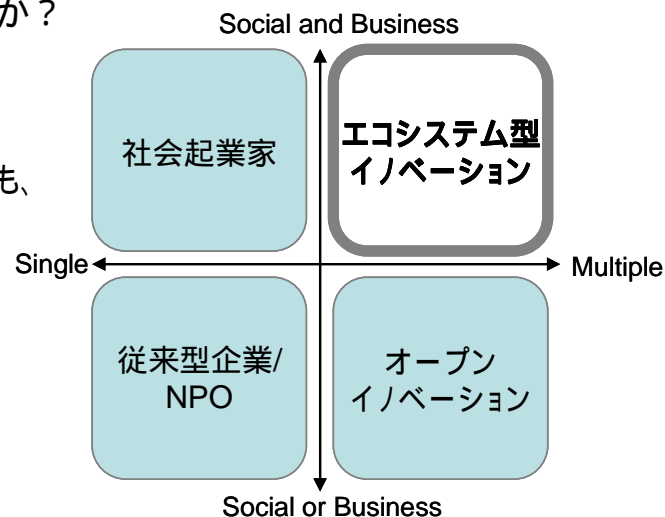 か？
Social and Business
社会起業家
エコシステム型
イノベーション
も、
Single
Multiple
従来型企業/
NPO
オープン
イノベーション
Social or Business